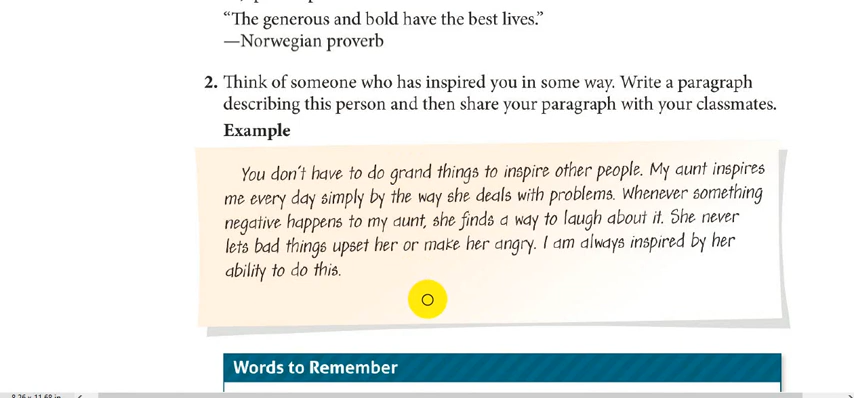 “The generous and bold have the best lives.”
—Norwegian proverb
2. Think of someone who has inspired you in some way. Write a paragraph
describing this person and then share your paragraph with your classmates.
Example
You don't have to do grand things to inspire other people. My aunt inspires
me every day simply by the way she deals with problems. Whenever something
negative happens to my aunt, she finds a way to laugh about it. She never
lets bad things upset her or make her angry. I am always inspired by her
ability to do this.
Words to Remember
8.26 x 11.68 in